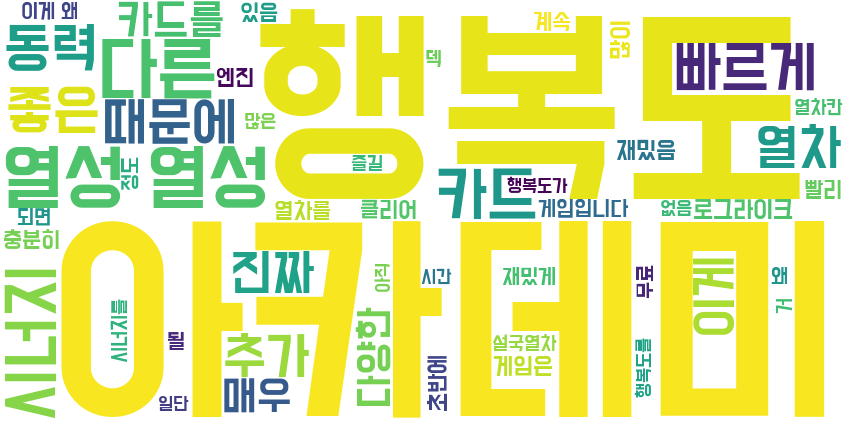 이게 왜
카드를
있음
동력
다른
엔진
좋은
때문에
많은
행복도
계속
많
덱
빠르게
열차칸
열차
재밌음
즐길
열성 열성
정도
카드
행복도가
빨리
되면
열차를
클리어
게임입니다
없음
로그라이크
충분히
아카데미
시너지
시너지를
진짜
아직
시간
재밌게
무료
이게
왜
거
추가
다양한
설국열차
게임은
될
매우
초반에
행복도를
일단